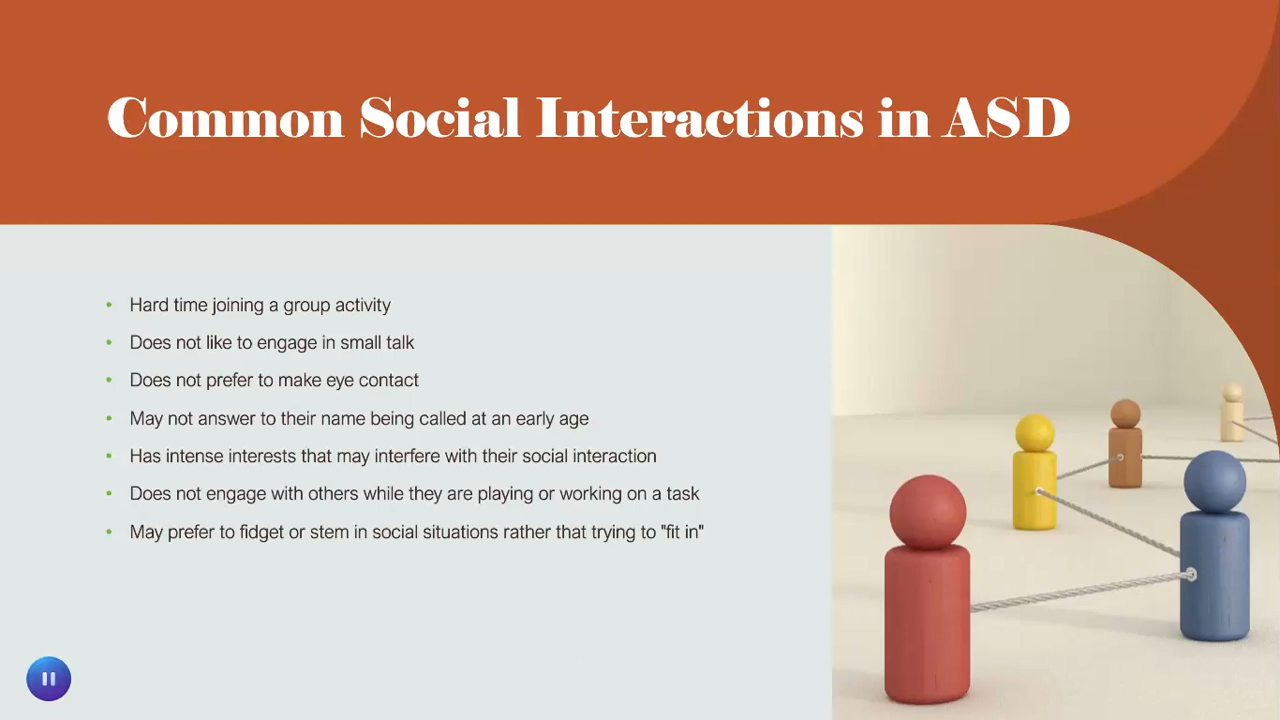 Common Social Interactions in ASD
• Hard time joining a group activity
• Does not like to engage in small talk
• Does not prefer to make eye contact
• May not answer to their name being called at an early age
• Has intense interests that may interfere with their social interaction
• Does not engage with others while they are playing or working on a task
• May prefer to fidget or stem in social situations rather that trying to "fit in"